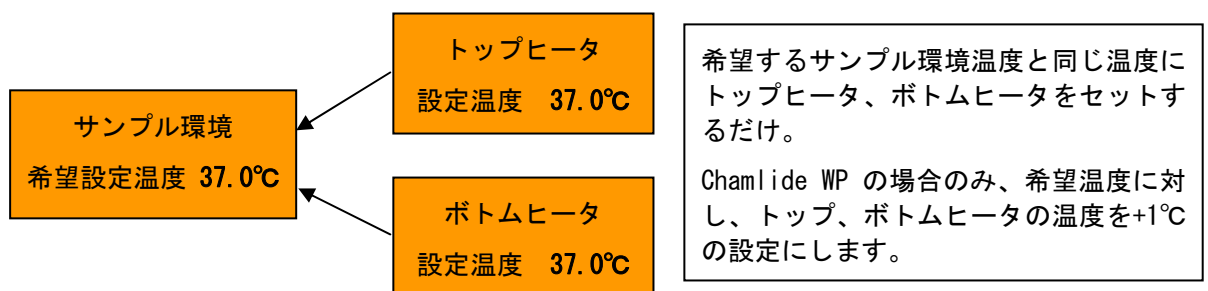 サンプル環境
希望設定温度 37.0℃
トップヒータ
設定温度 37.0℃
ボトムヒータ
設定温度 37.0℃
希望するサンプル環境温度と同じ温度に
トップヒータ、ボトムヒータをセットす
るだけ。
Chamlide WP の場合のみ、希望温度に対
し、トップ、ボトムヒータの温度を+1℃
の設定にします。